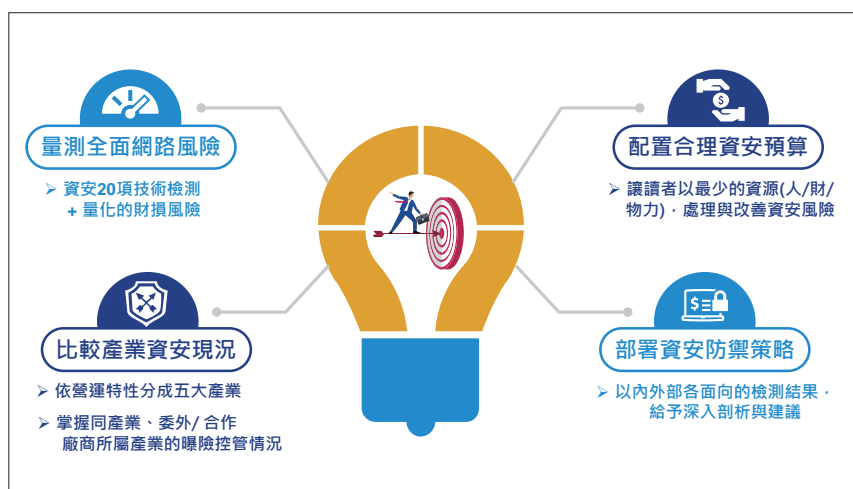 量測全面網路風險
➢ 資安20項技術檢測
+ 量化的財損風險
比較產業資安現況
➢ 依營運特性分成五大產業
➢ 掌握同產業、委外/ 合作
廠商所屬產業的曝險控管情況
$
配置合理資安預算
➢ 讓讀者以最少的資源(人/財/
物力)，處理與改善資安風險
$
部署資安防禦策略
➢ 以內外部各面向的檢測結果，
給予深入剖析與建議